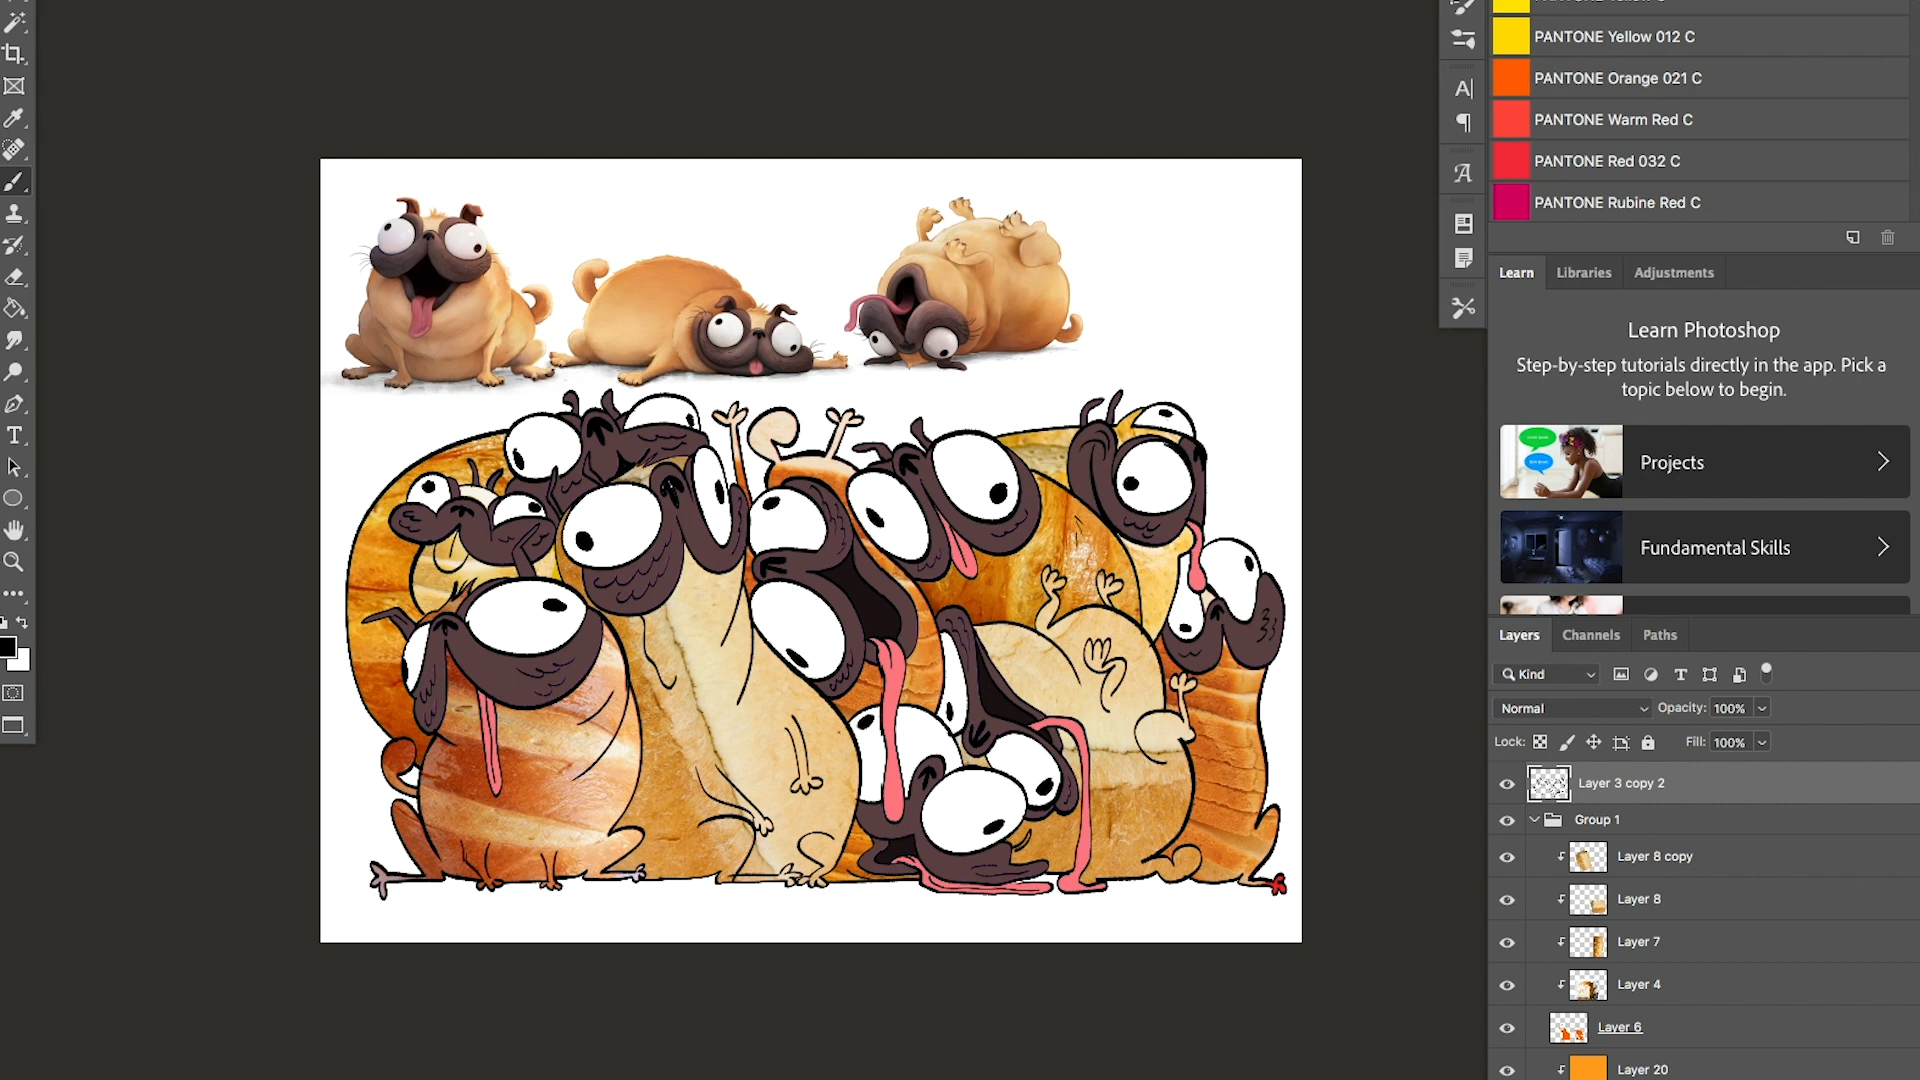 PANTONE Yellow 012 C
PANTONE Orange 021 C
PANTONE Warm Red C
PANTONE Red 032 C
PANTONE Rubine Red C
Learn
Libraries
Adjustments
Learn Photoshop
Step-by-step tutorials directly in the app. Pick a
topic below to begin.
Projects
Fundamental Skills
Layers
Channels
Paths
Kind
Normal
Opacity: 100%
Lock:
Fill: 100%
Layer 3 copy 2
Group 1
Layer 8 copy
Layer 8
Layer 7
Layer 4
Layer 6
Layer 20